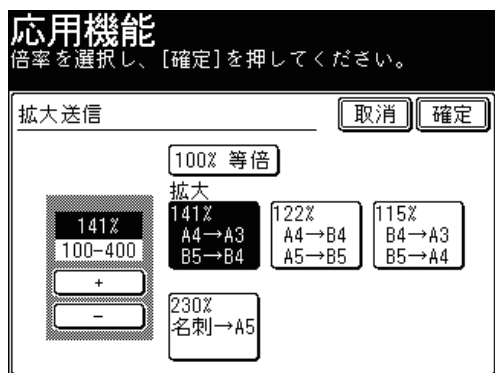 応用機能
倍率を選択し、[確定]を押してください。
拡大送信
取消
確定
100% 等倍
拡大
141%
100-400
+
-
141%
A4→A3
B5→B4
122%
A4→B4
A5→B5
115%
B4→A3
B5→A4
230%
名刺→A5